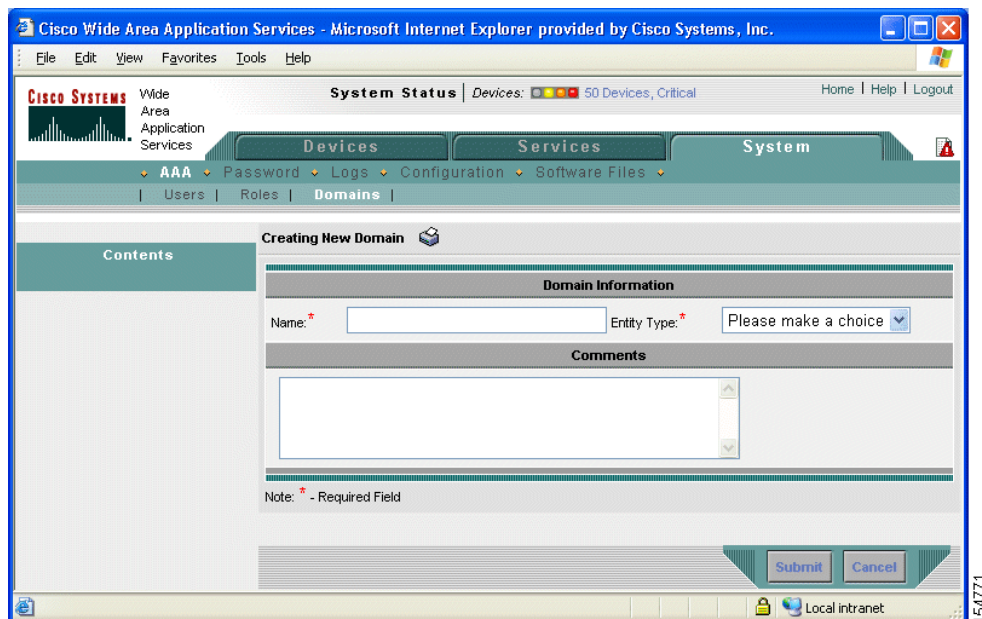 Cisco Wide Area Application Services - Microsoft Internet Explorer provided by Cisco Systems, Inc.
File Edit View Favorites Tools Help
CISCO SYSTEMS
Wide
Area
Application
Services
System Status | Devices: 50 Devices, Critical
Home | Help | Logout
Devices Services System
AAA Password Logs Configuration Software Files
| Users | Roles | Domains |
Contents
Creating New Domain
Domain Information
Name:* Entity Type:* Please make a choice
Comments
Note: * - Required Field
Submit Cancel
Local intranet
154771